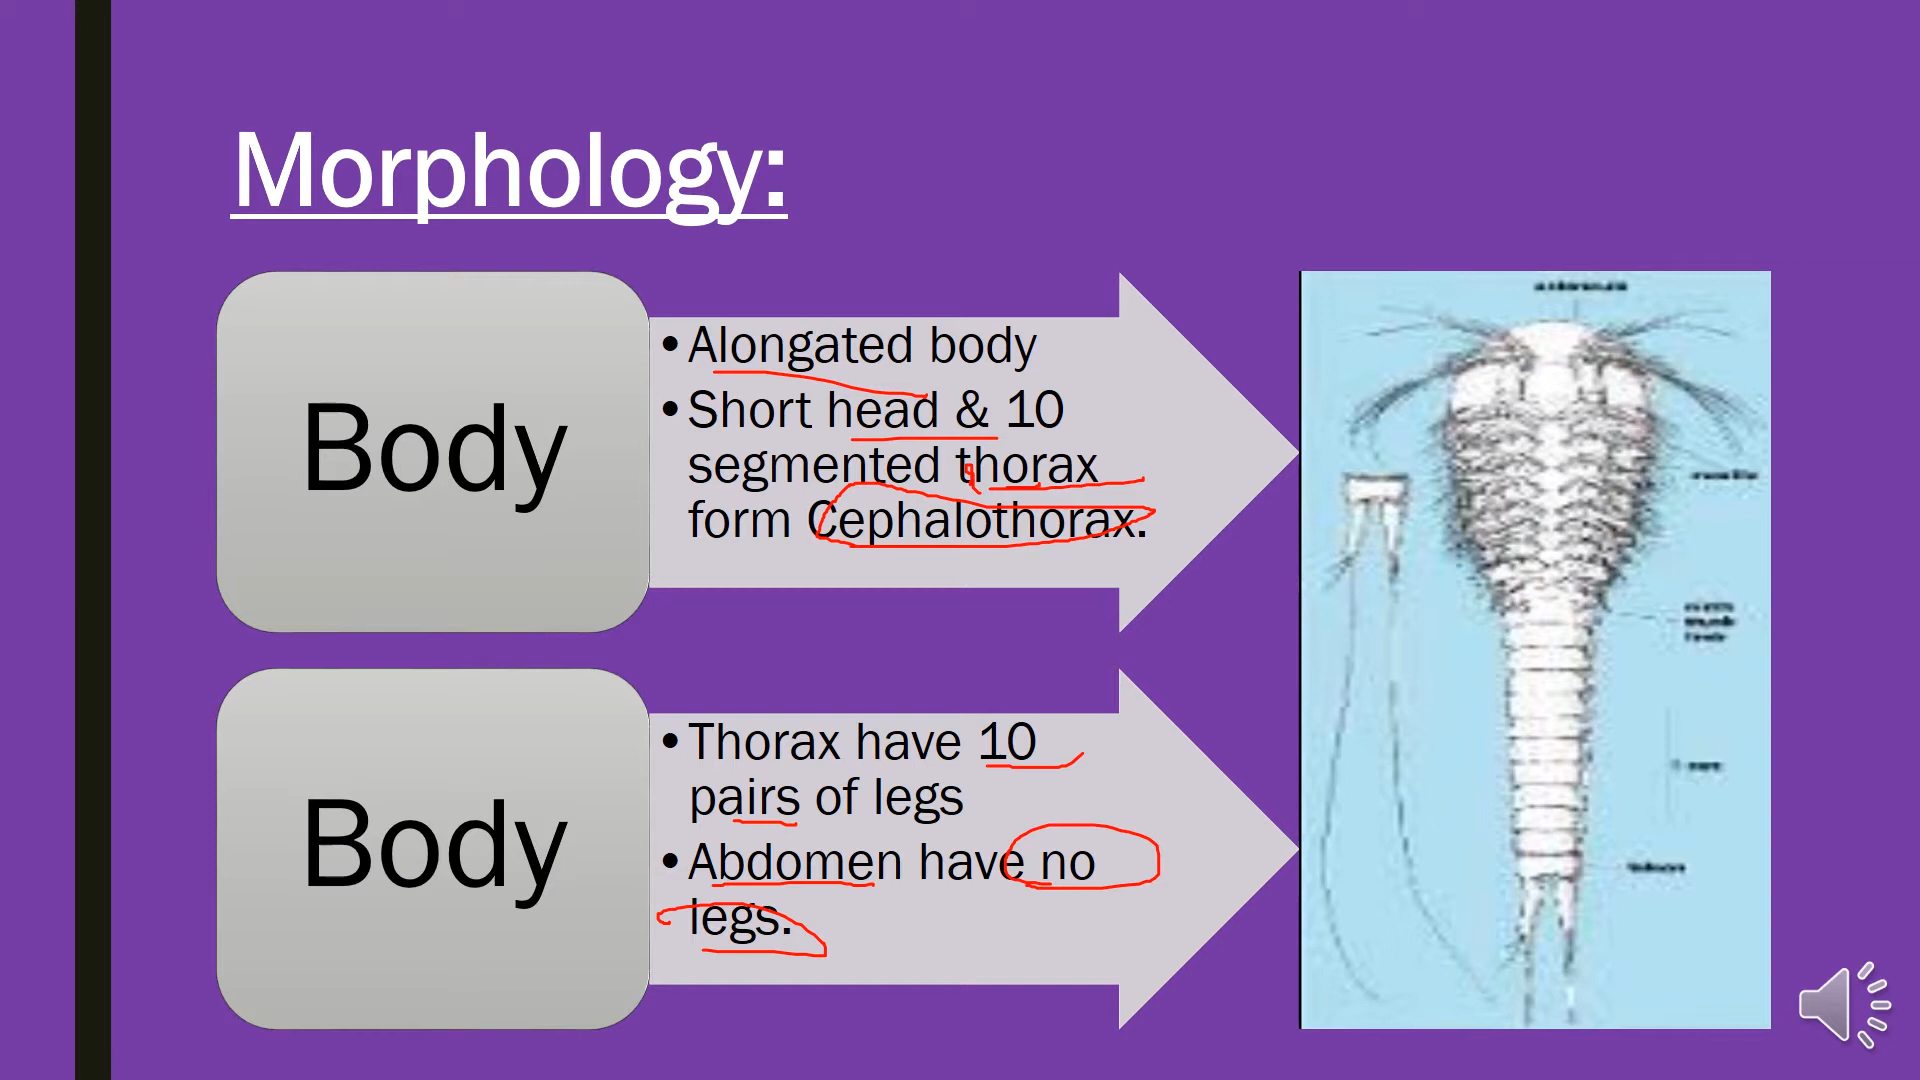 Morphology:
Body
•Alongated body
•Short head & 10
segmented thorax
form Cephalothorax.
Body
•Thorax have 10
pairs of legs
•Abdomen have no
legs.